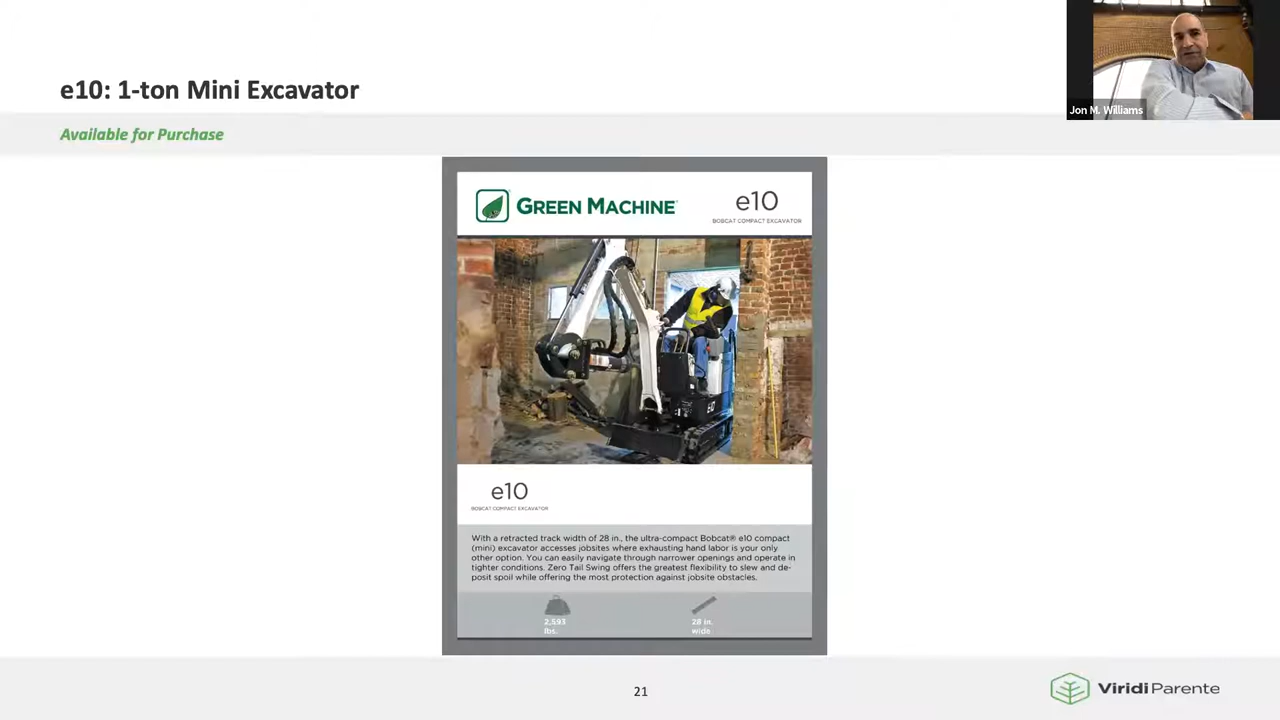 e10: 1-ton Mini Excavator
Available for Purchase
Jon M. Williams
GREEN MACHINE
e10
BOBCAT COMPACT EXCAVATOR
E10
e10
BOBCAT COMPACT EXCAVATOR
With a retracted track width of 28 in., the ultra-compact Bobcat® e10 compact
(mini) excavator accesses jobsites where exhausting hand labor is your only
other option. You can easily navigate through narrower openings and operate in
tighter conditions. Zero Tail Swing offers the greatest flexibility to slew and de-
posit spoil while offering the most protection against jobsite obstacles.
2,593
lbs.
28 in.
wide
21
ViridiParente